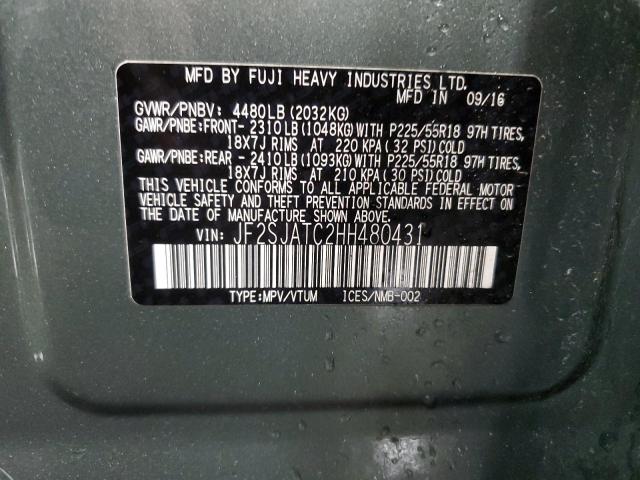 MFD BY FUJI HEAVY INDUSTRIES LTD.
MFD IN 09/16
GVWR/PNBV: 4480LB(2032KG)
GAWR/PNBE:FRONT- 2310LB(1048KG)WITH P225/55R18 97H TIRES,
18X7J RIMS AT 220 KPA( 32 PSI)COLD
GAWR/PNBE:REAR - 2410LB(1093KG)WITH P225/55R18 97H TIRES,
18X7J RIMS AT 210 KPA( 30 PSI)COLD
THIS VEHICLE CONFORMS TO ALL APPLICABLE FEDERAL MOTOR
VEHICLE SAFETY AND THEFT PREVENTION STANDARDS IN EFFECT
ON THE DATE OF MANUFACTURE SHOWN ABOVE.
VIN: JF2SJATC2HH480431
TYPE:MPV/VTUM ICES/NMB-002